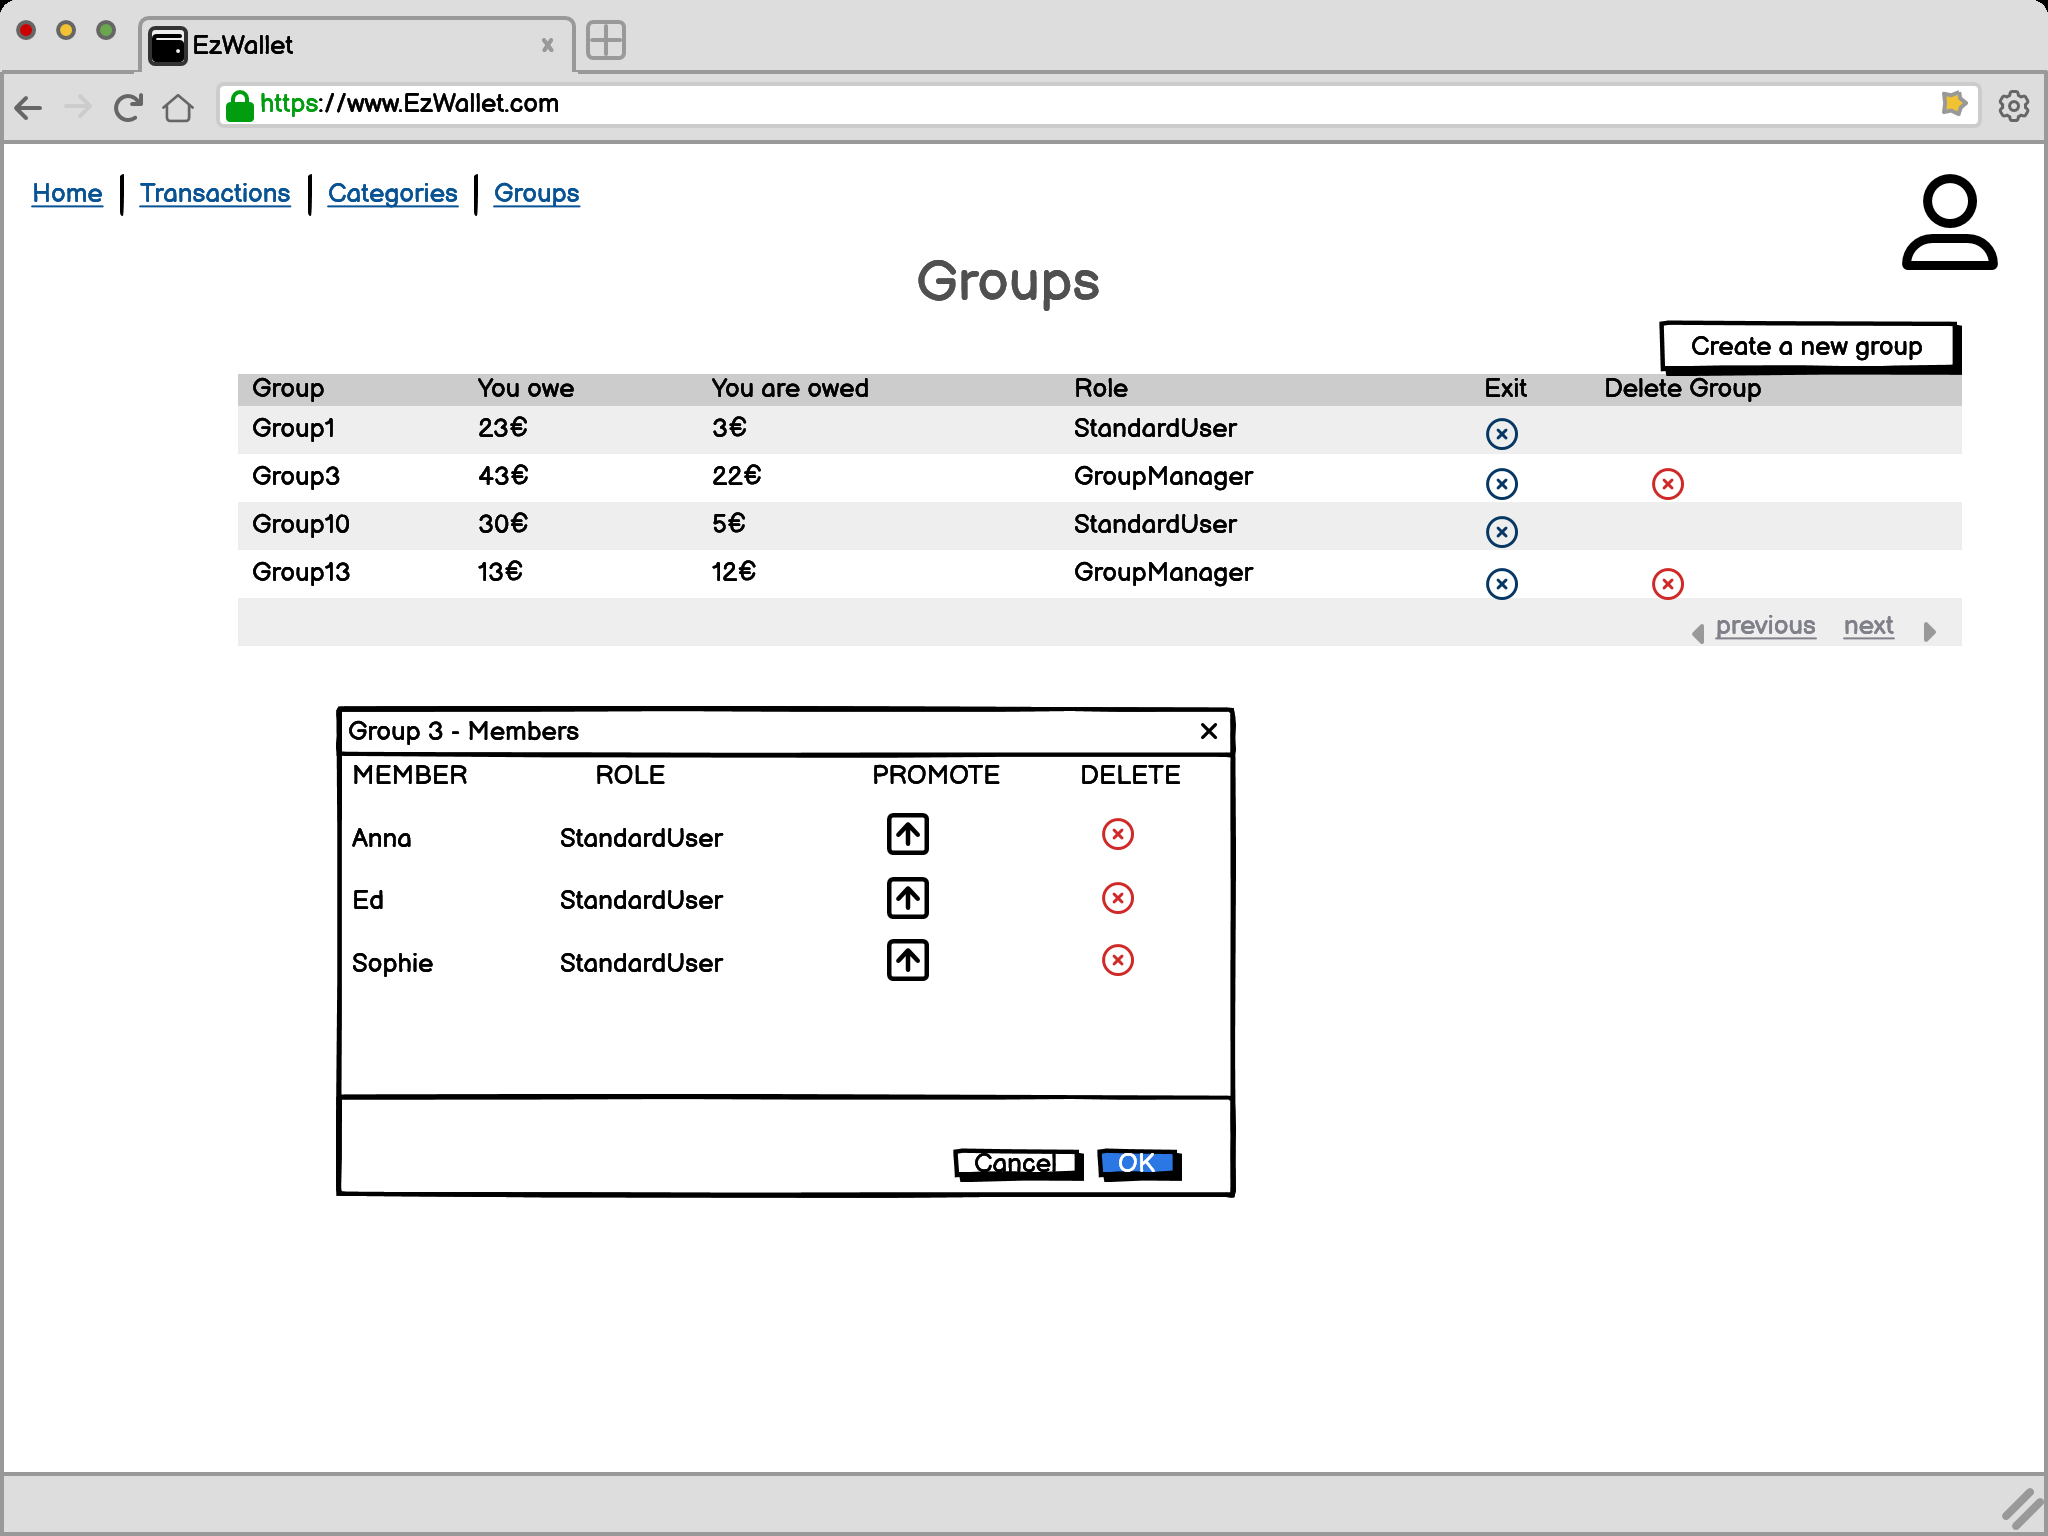 EzWallet
https://www.EzWallet.com
Home Transactions Categories Groups
Groups
Create a new group
Group You owe You are owed Role Exit Delete Group
Group1 23€ 3€ StandardUser
Group3 43€ 22€ GroupManager
Group10 30€ 5€ StandardUser
Group13 13€ 12€ GroupManager
previous next
Group 3 - Members
MEMBER ROLE PROMOTE DELETE
Anna StandardUser
Ed StandardUser
Sophie StandardUser
Cancel OK